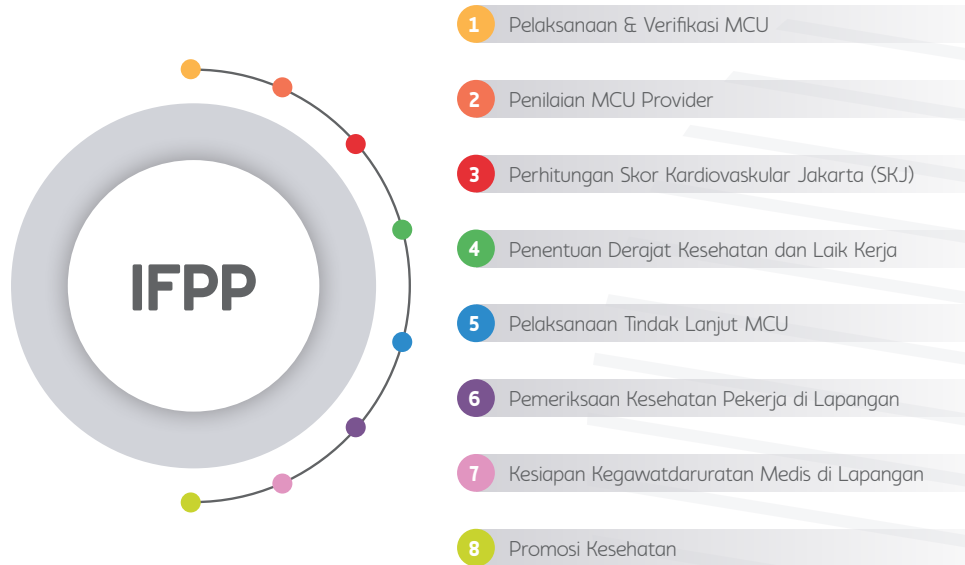 IFPP
1 Pelaksanaan & Verifikasi MCU
2 Penilaian MCU Provider
3 Perhitungan Skor Kardiovaskular Jakarta (SKJ)
4 Penentuan Derajat Kesehatan dan Laik Kerja
5 Pelaksanaan Tindak Lanjut MCU
6 Pemeriksaan Kesehatan Pekerja di Lapangan
7 Kesiapan Kegawatdaruratan Medis di Lapangan
8 Promosi Kesehatan